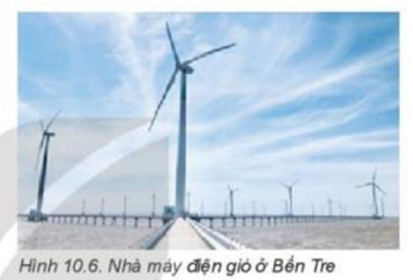 Hình 10.6. Nhà máy điện gió ở Bến Tre